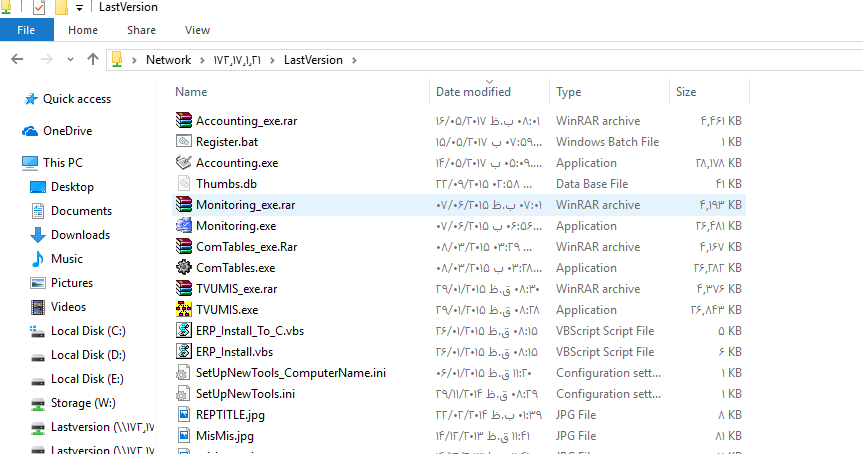 LastVersion
File Home Share View
Network ۱۷۲,۱۷,۱,۲۱ LastVersion
Name Date modified Type Size
Quick access
OneDrive
This PC
Desktop
Documents
Downloads
Music
Pictures
Videos
Local Disk (C:)
Local Disk (D:)
Local Disk (E:)
Storage (W:)
Lastversion (\\۱۷۲,۱۷
Lastversion (\\۱۷۲,۱۷
Accounting_exe.rar ۱۶/۰۵/۲۰۱۷ ۰۸:۰۱ ب.ظ WinRAR archive ۴,۴۶۱ KB
Register.bat ۱۵/۰۵/۲۰۱۷ ۰۷:۵۹ ب... Windows Batch File ۱ KB
Accounting.exe ۱۴/۰۵/۲۰۱۷ ۰۵:۰۹ ب... Application ۲۸,۱۷۸ KB
Thumbs.db ۲۲/۰۹/۲۰۱۵ ۰۲:۵۸ ... Data Base File ۴۱ KB
Monitoring_exe.rar ۰۷/۰۶/۲۰۱۵ ۰۷:۰۱ ب.ظ WinRAR archive ۴,۱۹۳ KB
Monitoring.exe ۰۷/۰۶/۲۰۱۵ ۰۶:۵۶ ب... Application ۲۶,۴۸۱ KB
ComTables_exe.Rar ۰۸/۰۳/۲۰۱۵ ۰۳:۲۹ ... WinRAR archive ۴,۱۶۷ KB
ComTables.exe ۰۸/۰۳/۲۰۱۵ ۰۳:۲۸ ب... Application ۲۶,۲۸۲ KB
TVUMIS_exe.rar ۲۹/۰۱/۲۰۱۵ ۰۸:۳۰ ق.ظ WinRAR archive ۴,۳۷۶ KB
TVUMIS.exe ۲۹/۰۱/۲۰۱۵ ۰۸:۲۸ ق.ظ Application ۲۶,۸۴۳ KB
ERP_Install_To_C.vbs ۲۶/۰۱/۲۰۱۵ ۰۸:۱۵ ق.ظ VBScript Script File ۵ KB
ERP_Install.vbs ۲۶/۰۱/۲۰۱۵ ۰۸:۱۵ ق.ظ VBScript Script File ۶ KB
SetUpNewTools_ComputerName.ini ۰۶/۰۱/۲۰۱۵ ۱۱:۲۰ ق.ظ Configuration sett... ۱ KB
SetUpNewTools.ini ۲۹/۱۱/۲۰۱۴ ۰۸:۲۹ ق.ظ Configuration sett... ۱ KB
REPTITLE.jpg ۲۲/۰۲/۲۰۱۴ ۰۱:۳۹ ب.ظ JPG File ۸ KB
MisMis.jpg ۱۴/۱۲/۲۰۱۳ ۱۱:۴۱ ق.ظ JPG File ۸۱ KB